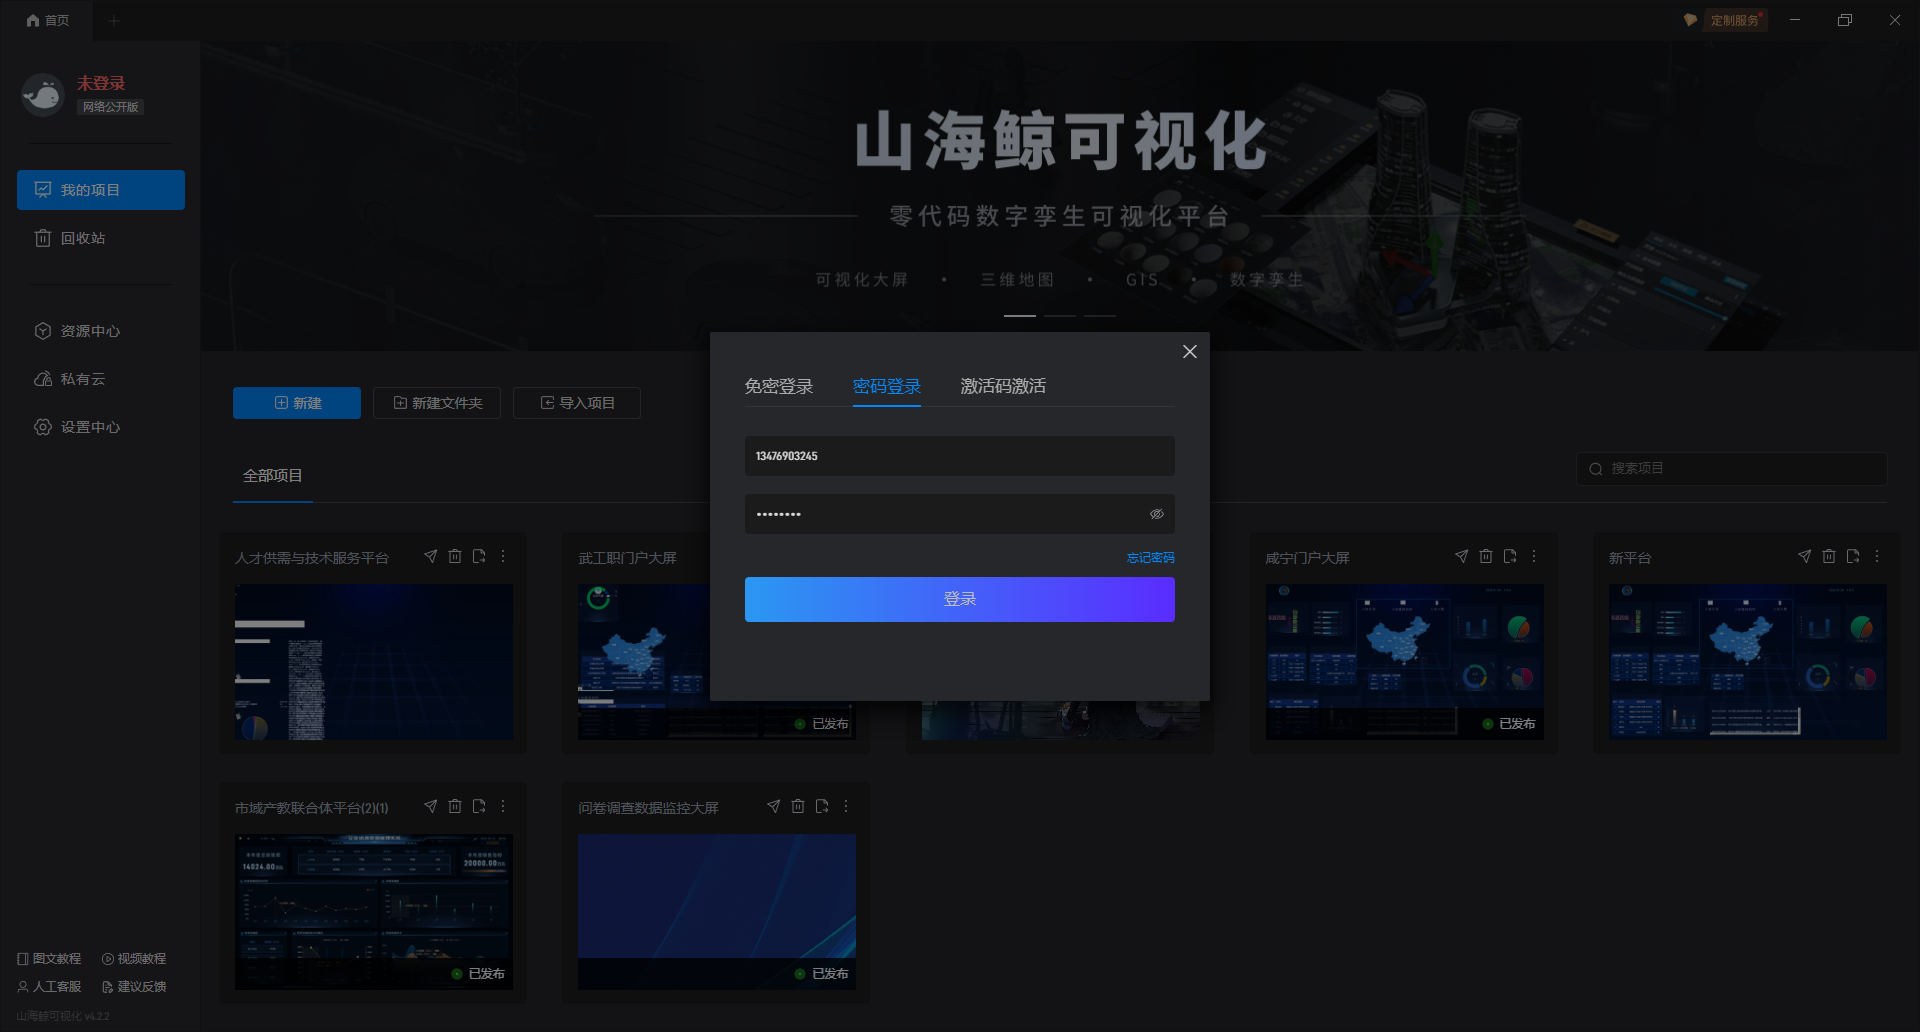 首页
定制服务
未登录
网络公开版
我的项目
回收站
资源中心
私有云
设置中心
山海鲸可视化
零代码数字孪生可视化平台
可视化大屏 • 三维地图 • GIS • 数字孪生
新建
新建文件夹
导入项目
全部项目
搜索项目
免密登录
密码登录
激活码激活
13476903245
••••••••
忘记密码
登录
人才供需与技术服务平台
武工职门户大屏
已发布
咸宁门户大屏
已发布
新平台
市域产教联合体平台(2)(1)
14024.00
20000.00
已发布
问卷调查数据监控大屏
已发布
图文教程
视频教程
人工客服
建议反馈
山海鲸可视化 v4.2.2